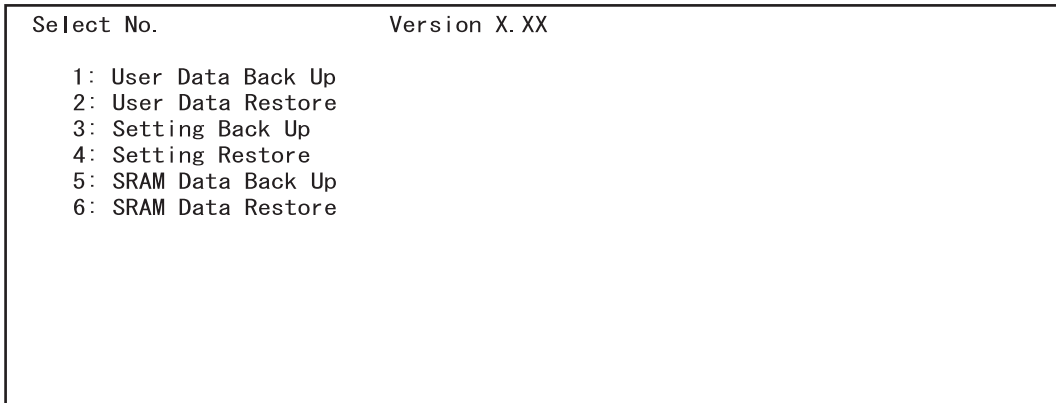 Select No. Version X.XX
1: User Data Back Up
2: User Data Restore
3: Setting Back Up
4: Setting Restore
5: SRAM Data Back Up
6: SRAM Data Restore